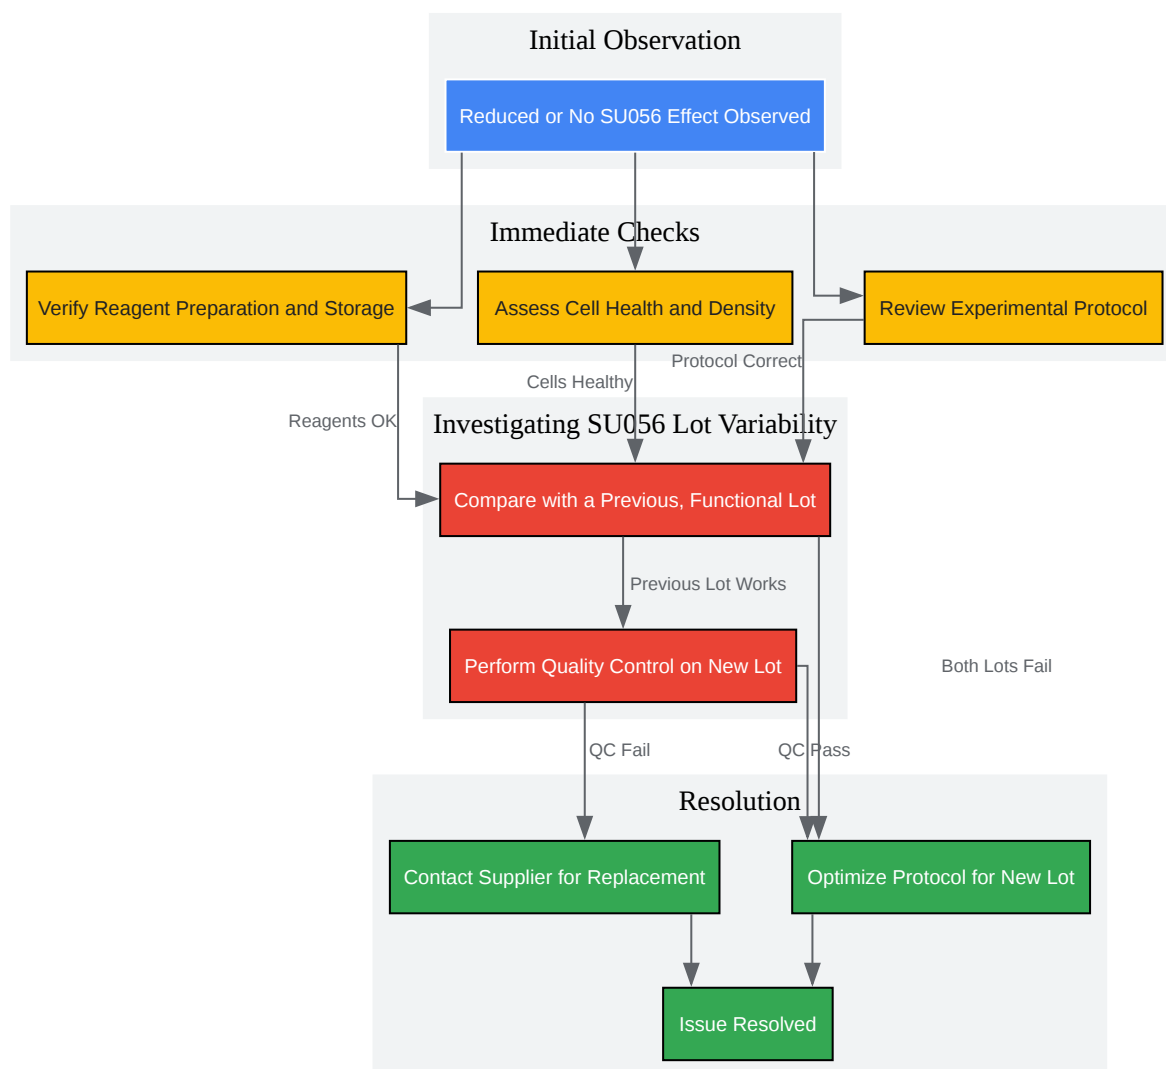 Initial Observation
Reduced or No SU056 Effect Observed
Immediate Checks
Verify Reagent Preparation and Storage
Assess Cell Health and Density
Review Experimental Protocol
Protocol Correct
Cells Healthy
Reagents OK
Investigating SU056 Lot Variability
Compare with a Previous, Functional Lot
Previous Lot Works
Perform Quality Control on New Lot
Both Lots Fail
QC Fail
QC Pass
Resolution
Contact Supplier for Replacement
Optimize Protocol for New Lot
Issue Resolved